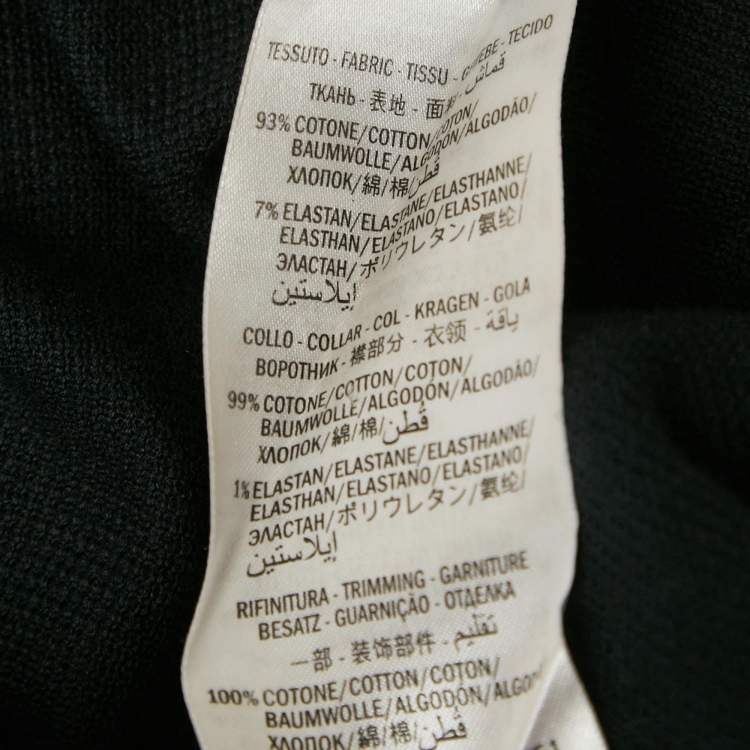 TESSUTO - FABRIC - TISSU - - TECIDO
ТКАНЬ - 表地 - 面料 - قماش
93% COTONE/COTTON/COTON/
BAUMWOLLE/ALGODÓN/ALGODÃO/
ХЛОПОК/綿/棉/قطن
7% ELASTAN/ELASTANE/ELASTHANNE/
ELASTHAN/ELASTANO/ELASTANO/
ЭЛАСТАН/ポリウレタン/氨纶/
إيلاستين
COLLO - COLLAR - COL - KRAGEN - GOLA
ВОРОТНИК - 襟部分 - 衣领 - ياقة
99% COTONE/COTTON/COTON/
BAUMWOLLE/ALGODÓN/ALGODÃO/
ХЛОПОК/綿/棉/قُطن
1% ELASTAN/ELASTANE/ELASTHANNE/
ELASTHAN/ELASTANO/ELASTANO/
ЭЛАСТАН/ポリウレタン/氨纶/
إيلاستين
RIFINITURA - TRIMMING - GARNITURE
BESATZ - GUARNIÇÃO - ОТДЕЛКА
一部 - 装饰部件 - تقليم
100% COTONE/COTTON/COTON/
BAUMWOLLE/ALGODÓN/ALGODÃO/
ХЛОПОК/綿/棉/قطن